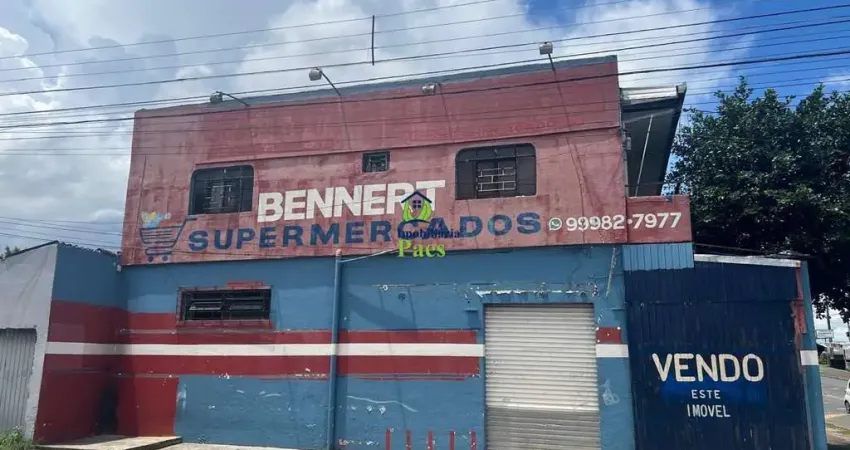 BENNERT
SUPERMERCADOS
99982-7977
Imobiliária
Paes
VENDO
ESTE
IMOVEL